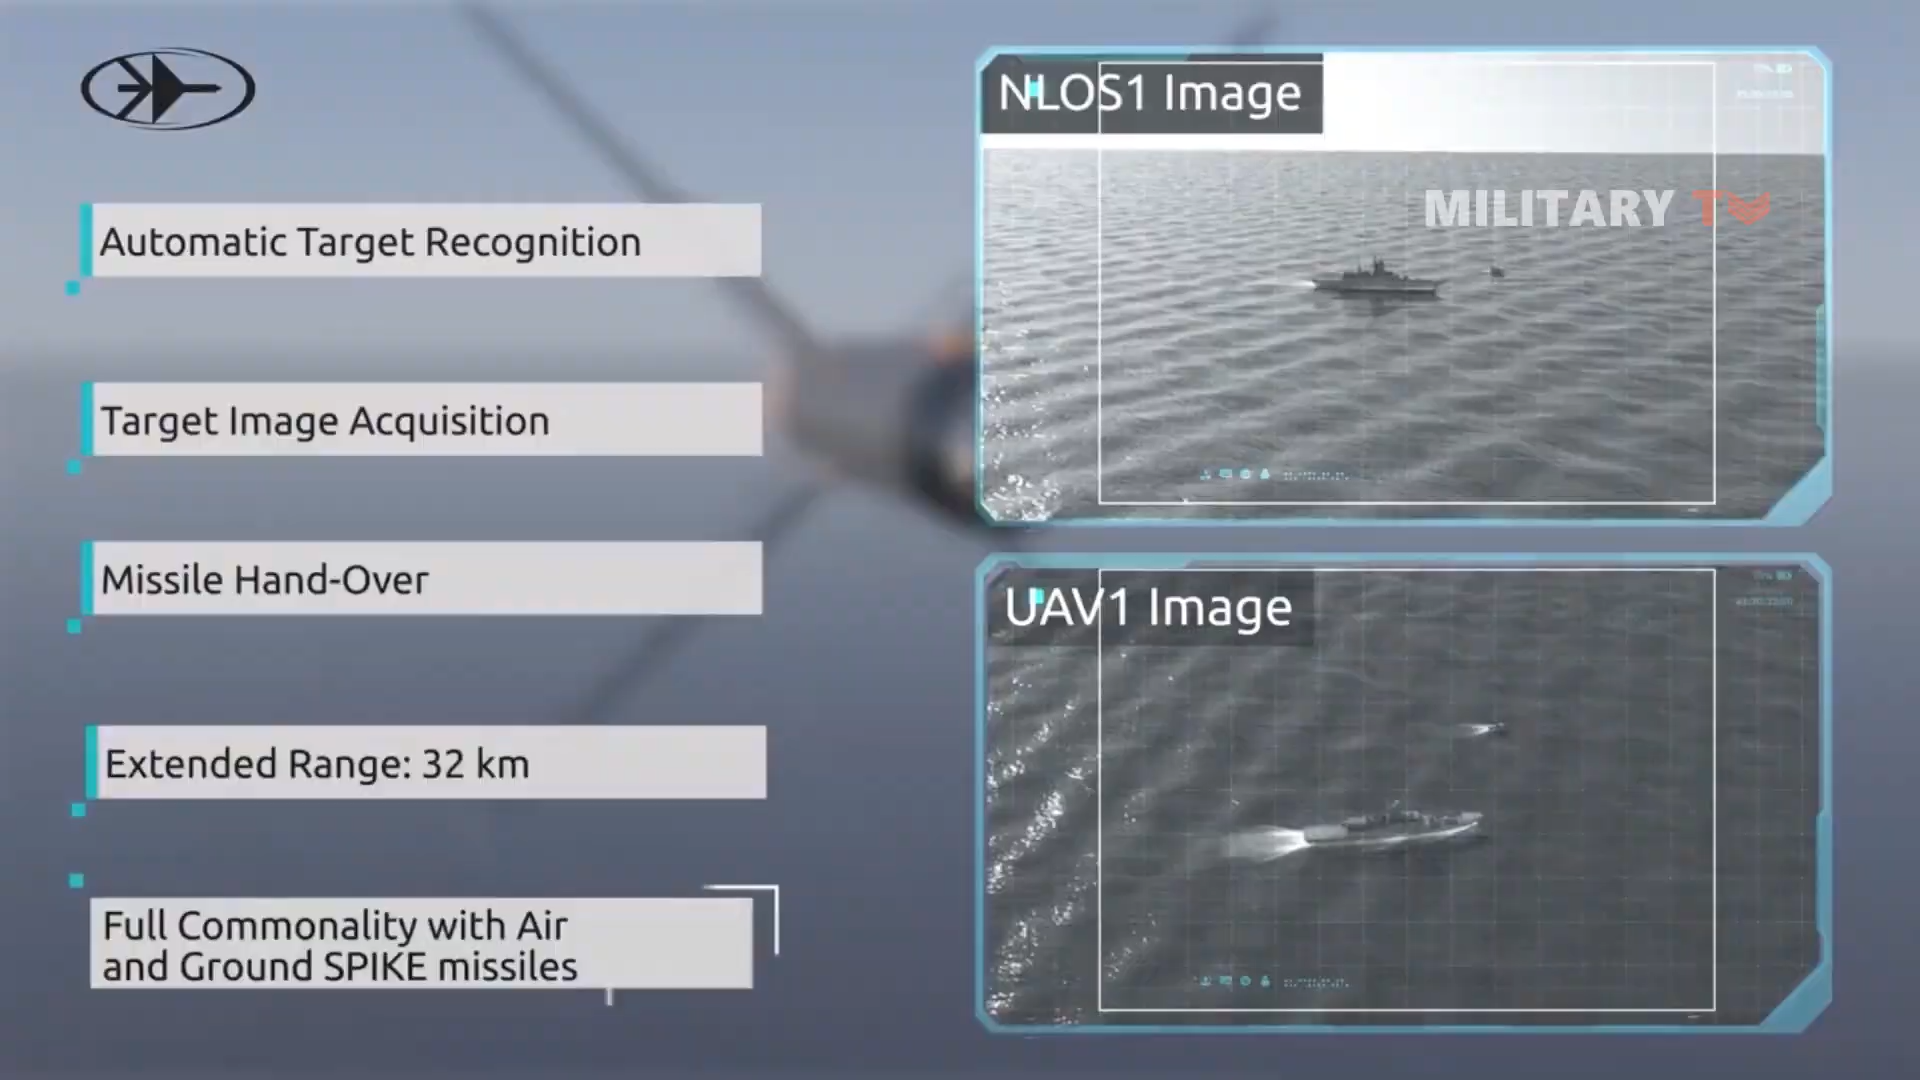 Automatic Target Recognition
Target Image Acquisition
Missile Hand-Over
Extended Range: 32 km
Full Commonality with Air
and Ground SPIKE missiles
NLOS1 Image
MILITARY TV
UAV1 Image